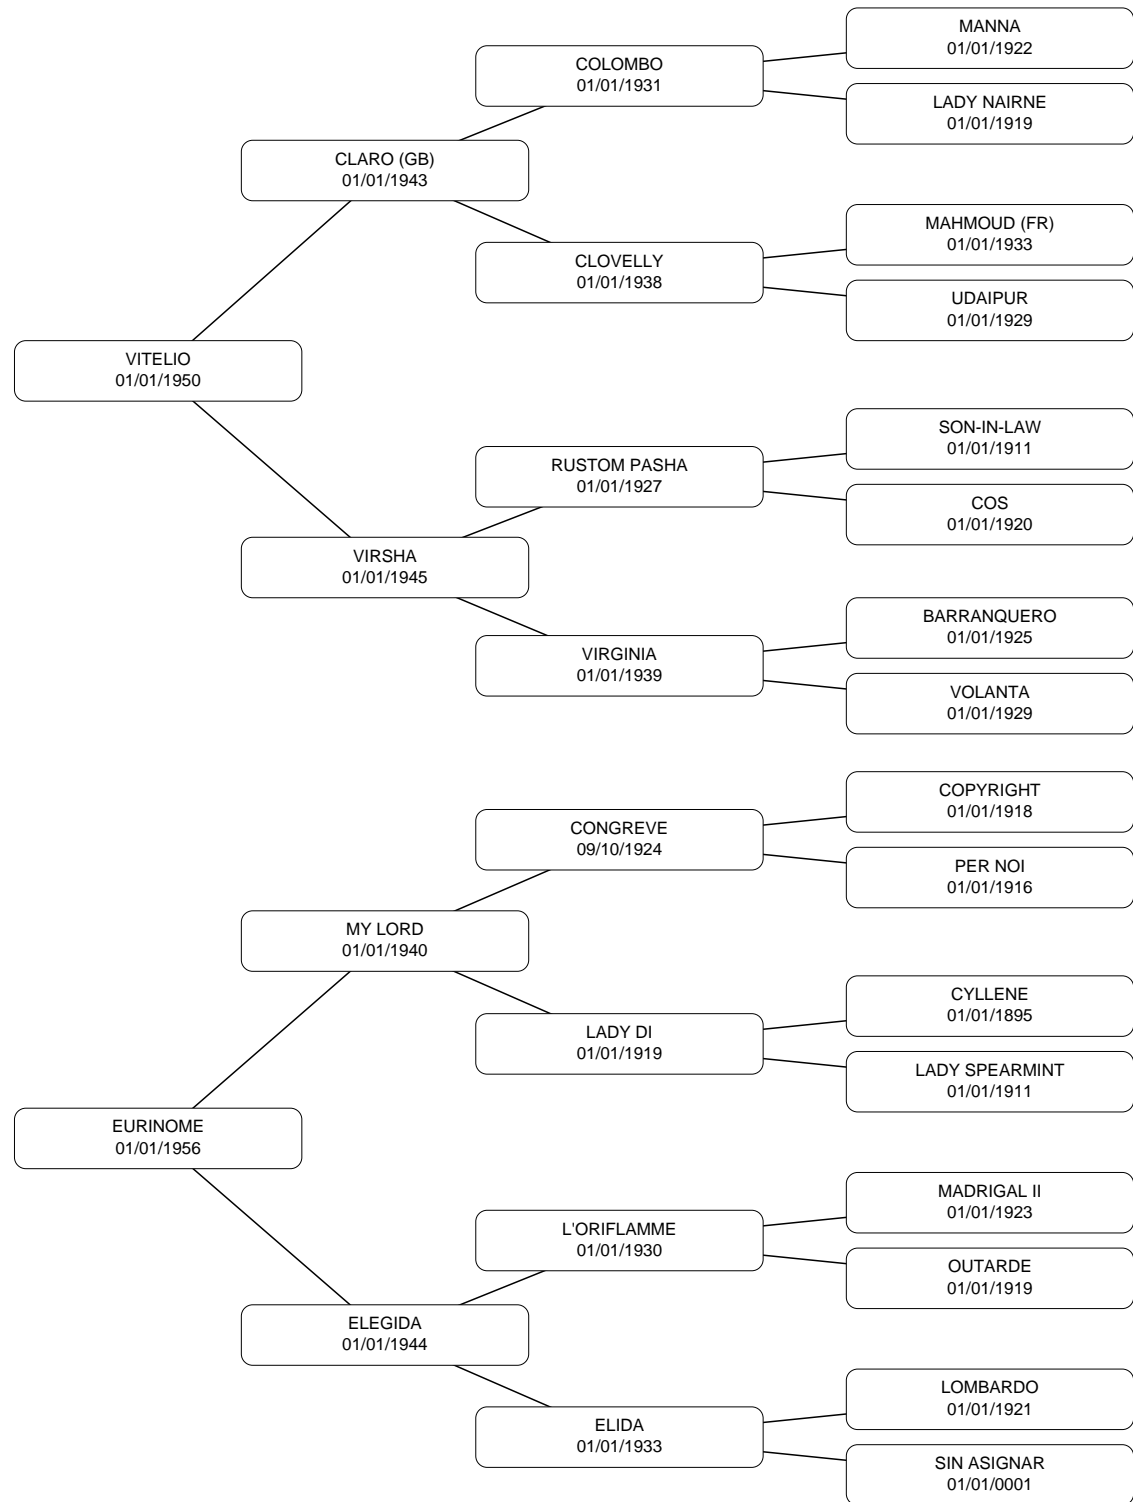 MANNA
01/01/1922
COLOMBO
01/01/1931
LADY NAIRNE
01/01/1919
CLARO (GB)
01/01/1943
MAHMOUD (FR)
01/01/1933
CLOVELLY
01/01/1938
UDAIPUR
01/01/1929
VITELIO
01/01/1950
SON-IN-LAW
01/01/1911
RUSTOM PASHA
01/01/1927
COS
01/01/1920
VIRSHA
01/01/1945
BARRANQUERO
01/01/1925
VIRGINIA
01/01/1939
VOLANTA
01/01/1929
COPYRIGHT
01/01/1918
CONGREVE
09/10/1924
PER NOI
01/01/1916
MY LORD
01/01/1940
CYLLENE
01/01/1895
LADY DI
01/01/1919
LADY SPEARMINT
01/01/1911
EURINOME
01/01/1956
MADRIGAL II
01/01/1923
L'ORIFLAMME
01/01/1930
OUTARDE
01/01/1919
ELEGIDA
01/01/1944
LOMBARDO
01/01/1921
ELIDA
01/01/1933
SIN ASIGNAR
01/01/0001